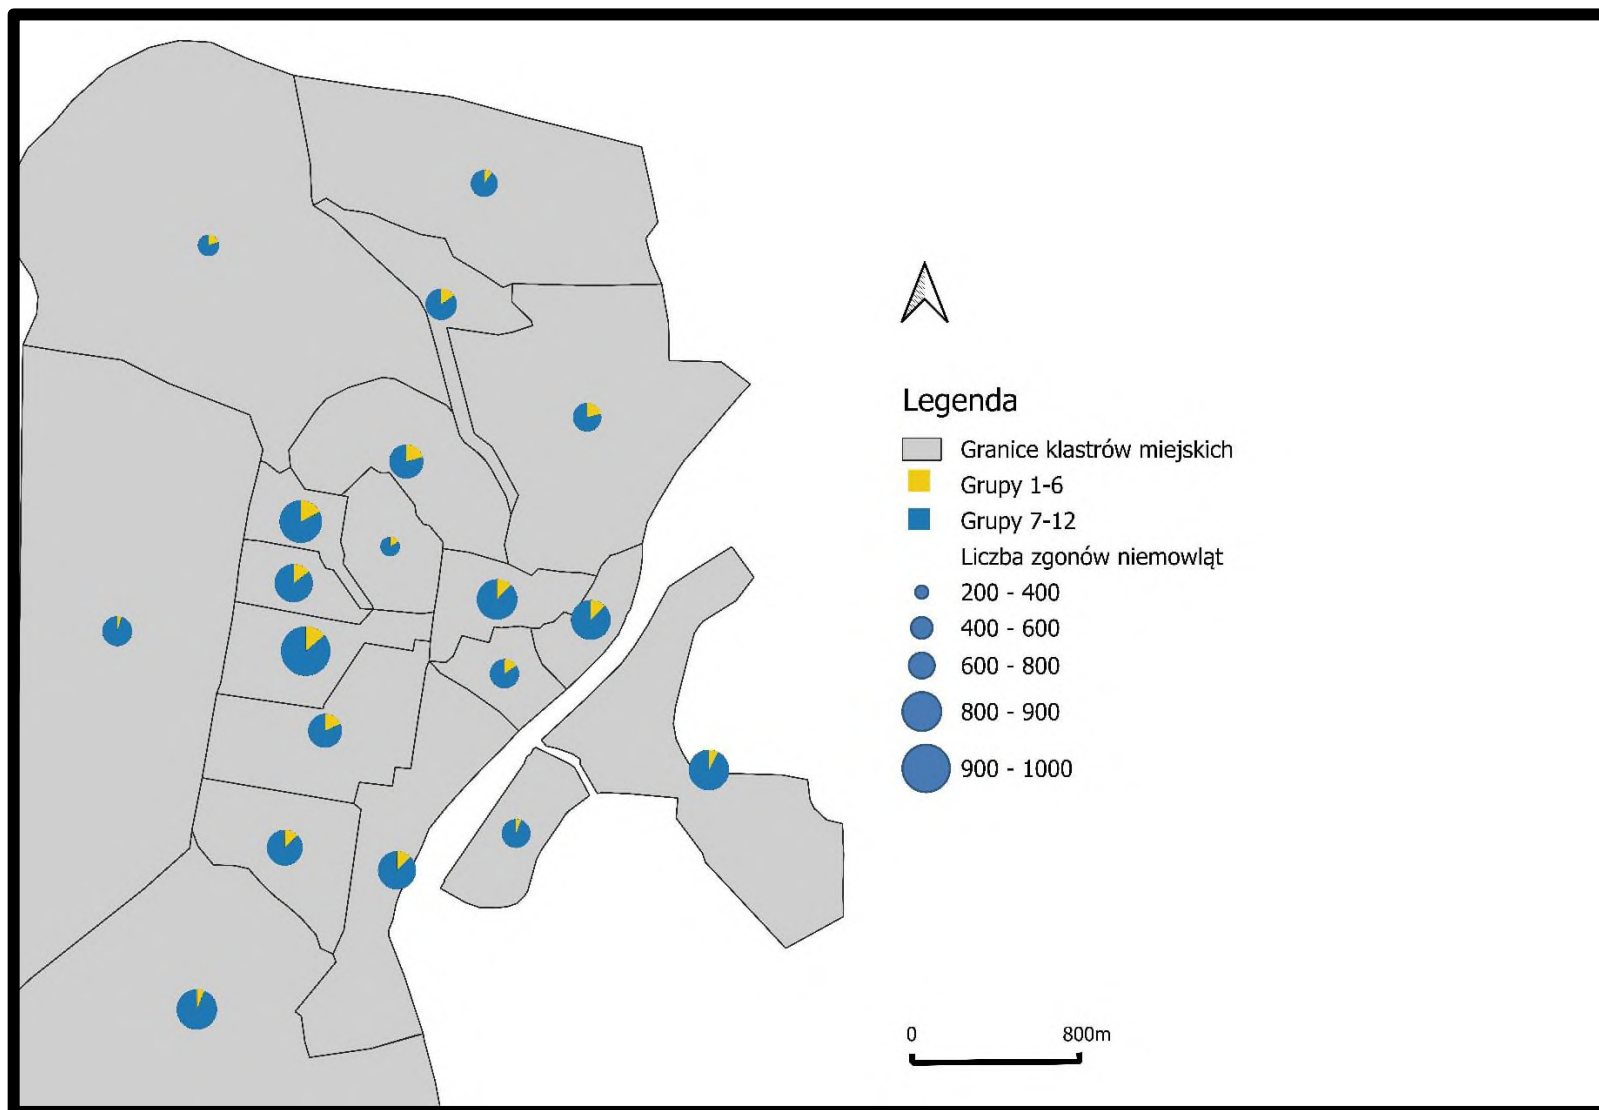 Legenda
Granice klastrów miejskich
Grupy 1-6
Grupy 7-12
Liczba zgonów niemowląt
200 - 400
400 - 600
600 - 800
800 - 900
900 - 1000
0 800m